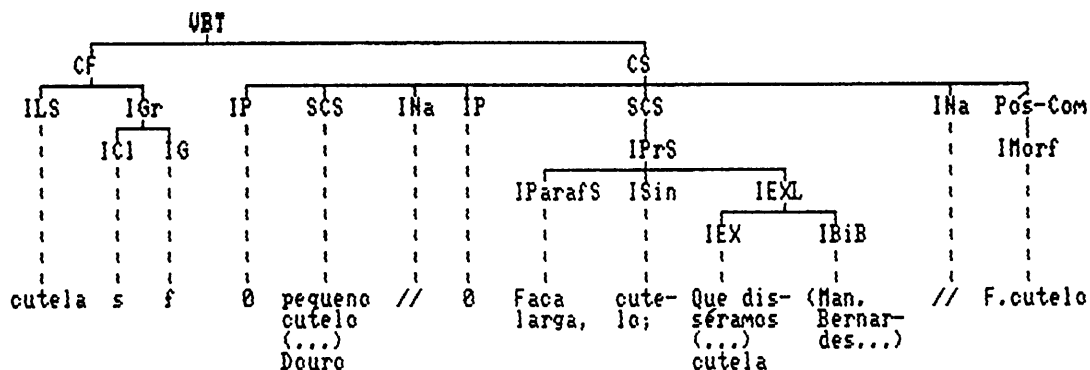 VBT
CF CS
ILS IGr IP SCS INa IP SCS INa Pos-Com
ICl IG IPrS IMorf
IParafS ISin IEXL
IEX IBiB
cutela s f 0 pequeno // 0 Faca cute- Que dis- (Man. // F.cutelo
cutelo larga, lo; séramos Bernar-
(...) (...) des...)
Douro cutela